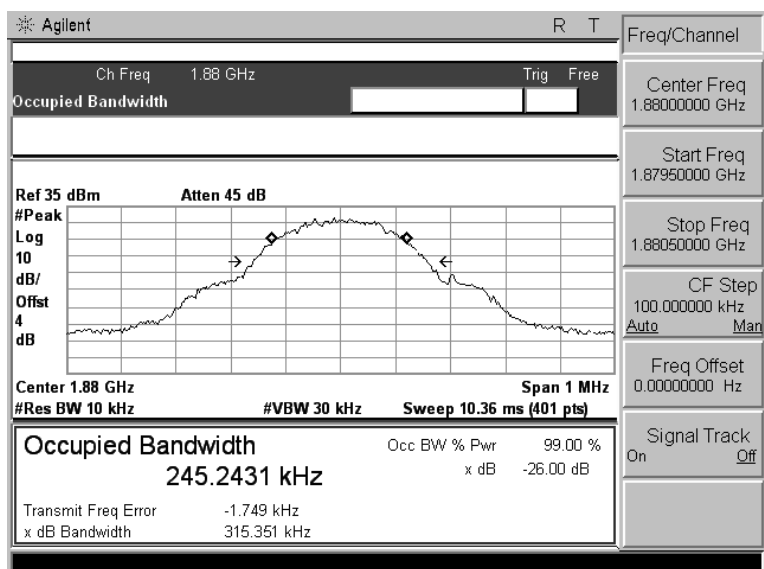 Agilent R T
Freq/Channel
Ch Freq 1.88 GHz Trig Free
Occupied Bandwidth
Center Freq
1.88000000 GHz
Start Freq
1.87950000 GHz
Stop Freq
1.88050000 GHz
CF Step
100.000000 kHz
Auto Man
Freq Offset
0.00000000 Hz
Signal Track
On Off
Ref 35 dBm Atten 45 dB
#Peak
Log
10
dB/
Offst
4
dB
Center 1.88 GHz Span 1 MHz
#Res BW 10 kHz #VBW 30 kHz Sweep 10.36 ms (401 pts)
Occupied Bandwidth Occ BW % Pwr 99.00 %
245.2431 kHz x dB -26.00 dB
Transmit Freq Error -1.749 kHz
x dB Bandwidth 315.351 kHz